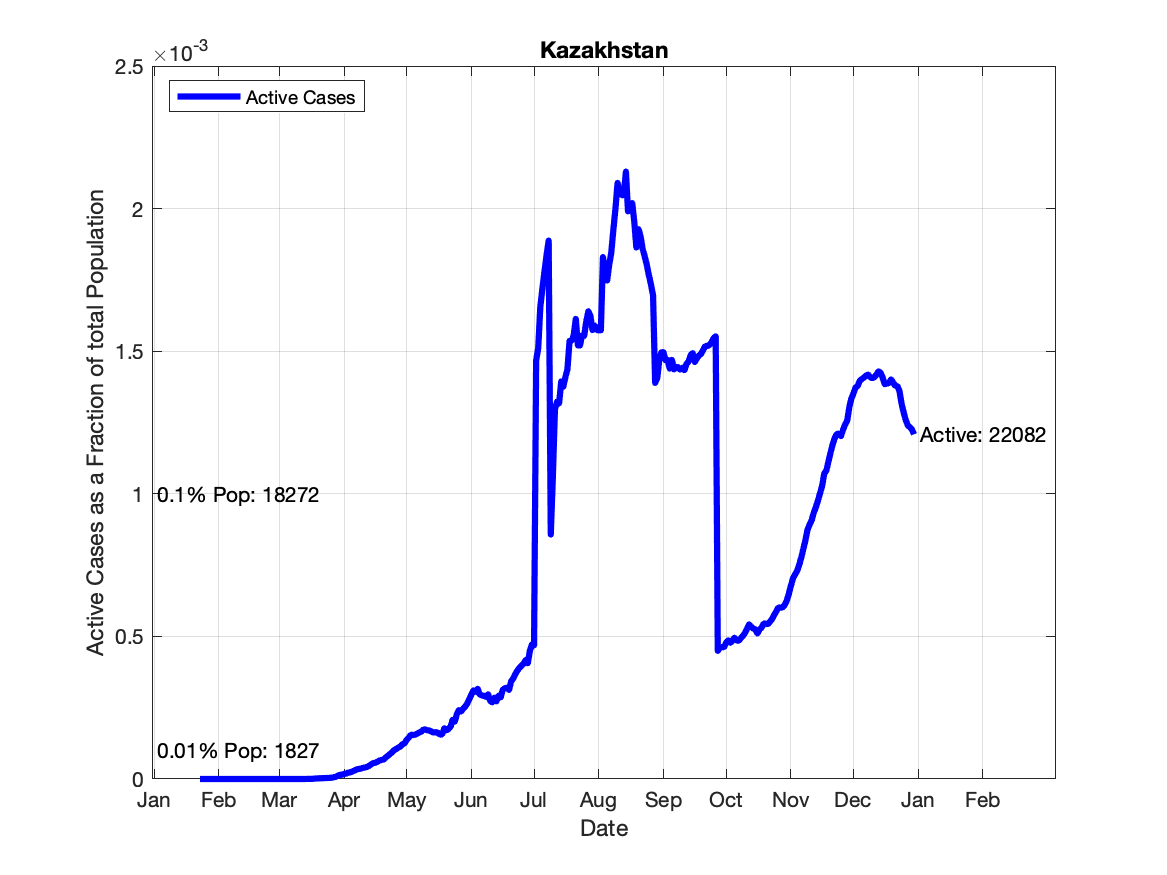 Kazakhstan
×10-3
Active Cases
2.5
2
1.5
1
0.5
0
Active Cases as a Fraction of total Population
0.1% Pop: 18272
0.01% Pop: 1827
Active: 22082
Jan Feb Mar Apr May Jun Jul Aug Sep Oct Nov Dec Jan Feb
Date